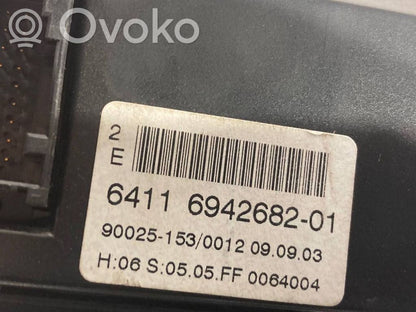 Ovoko
2
E
6411 6942682-01
90025-153/0012 09.09.03
H:06 S:05.05.FF 0064004